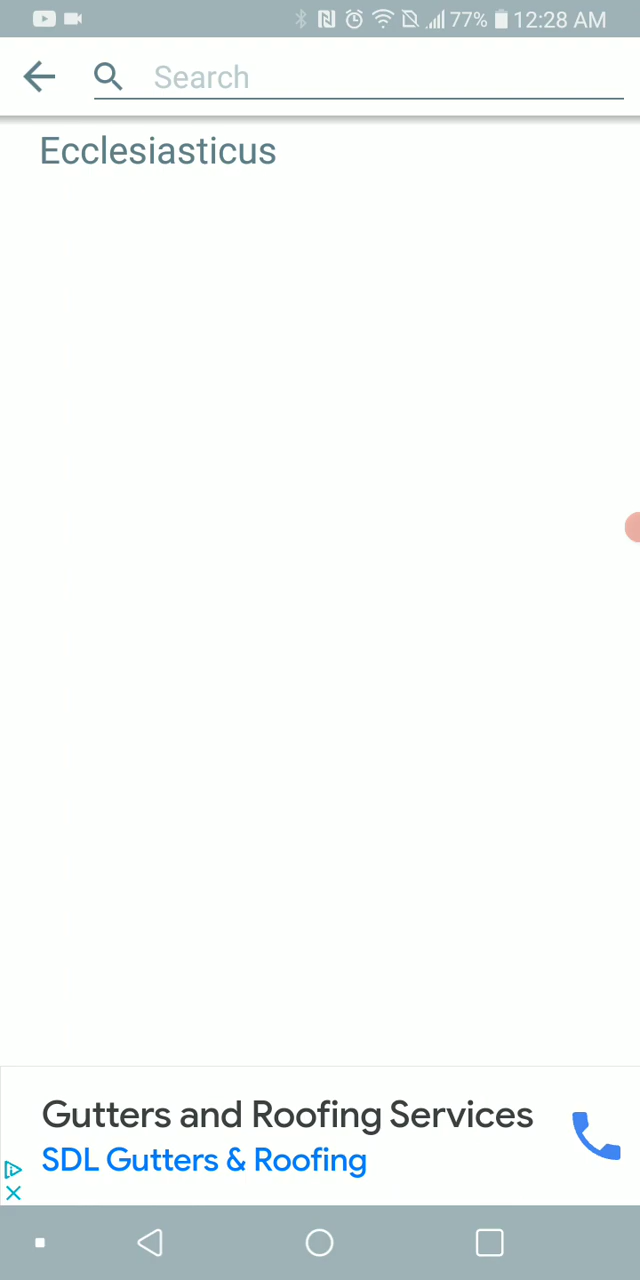 77% 12:28 AM
Search
Ecclesiasticus
Gutters and Roofing Services
SDL Gutters & Roofing